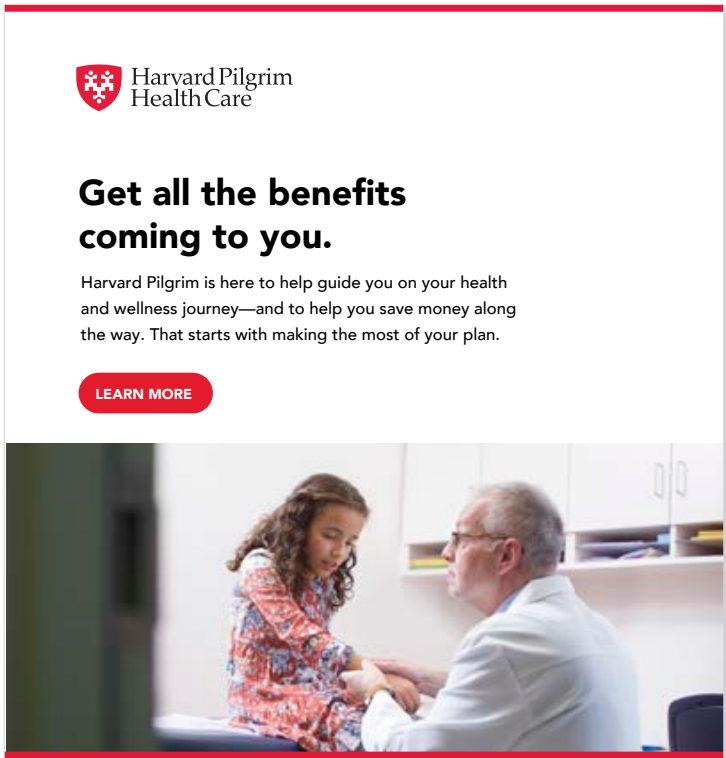 Harvard Pilgrim
Health Care
Get all the benefits
coming to you.
Harvard Pilgrim is here to help guide you on your health
and wellness journey—and to help you save money along
the way. That starts with making the most of your plan.
LEARN MORE